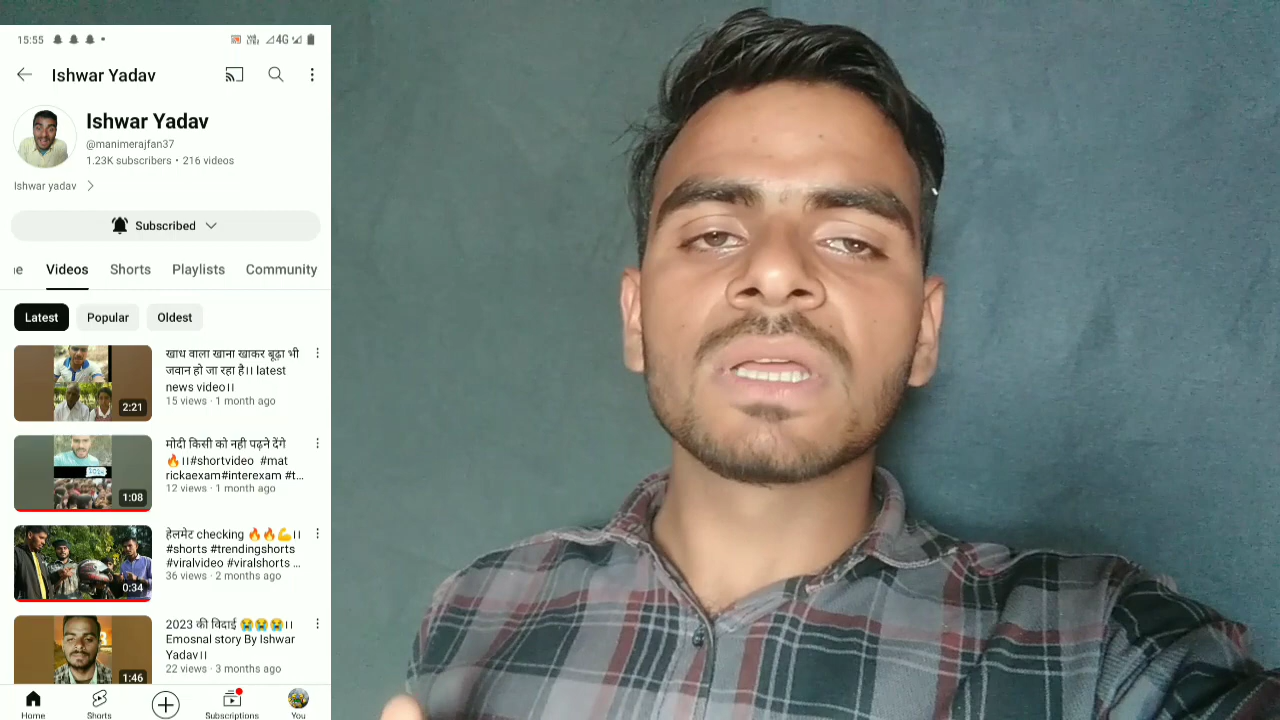 15:55
4G
Ishwar Yadav
Ishwar Yadav
@manimerajfan37
1.23K subscribers • 216 videos
Ishwar yadav
Subscribed
Videos
Shorts
Playlists
Community
Latest
Popular
Oldest
खाध वाला खाना खाकर बूढा भी
जवान हो जा रहा है।। latest
news video।।
15 views · 1 month ago
2:21
मोदी किसी को नही पढ़ने देंगे
🔥।।#shortvideo #mat
rickaexam#interexam #t...
12 views · 1 month ago
1:08
हेलमेट checking 🔥🔥💪।।
#shorts #trendingshorts
#viralvideo #viralshorts ...
36 views · 2 months ago
0:34
2023 की विदाई 😭😭😭।।
Emosnal story By Ishwar
Yadav।।
22 views · 3 months ago
1:46
Home
Shorts
Subscriptions
You